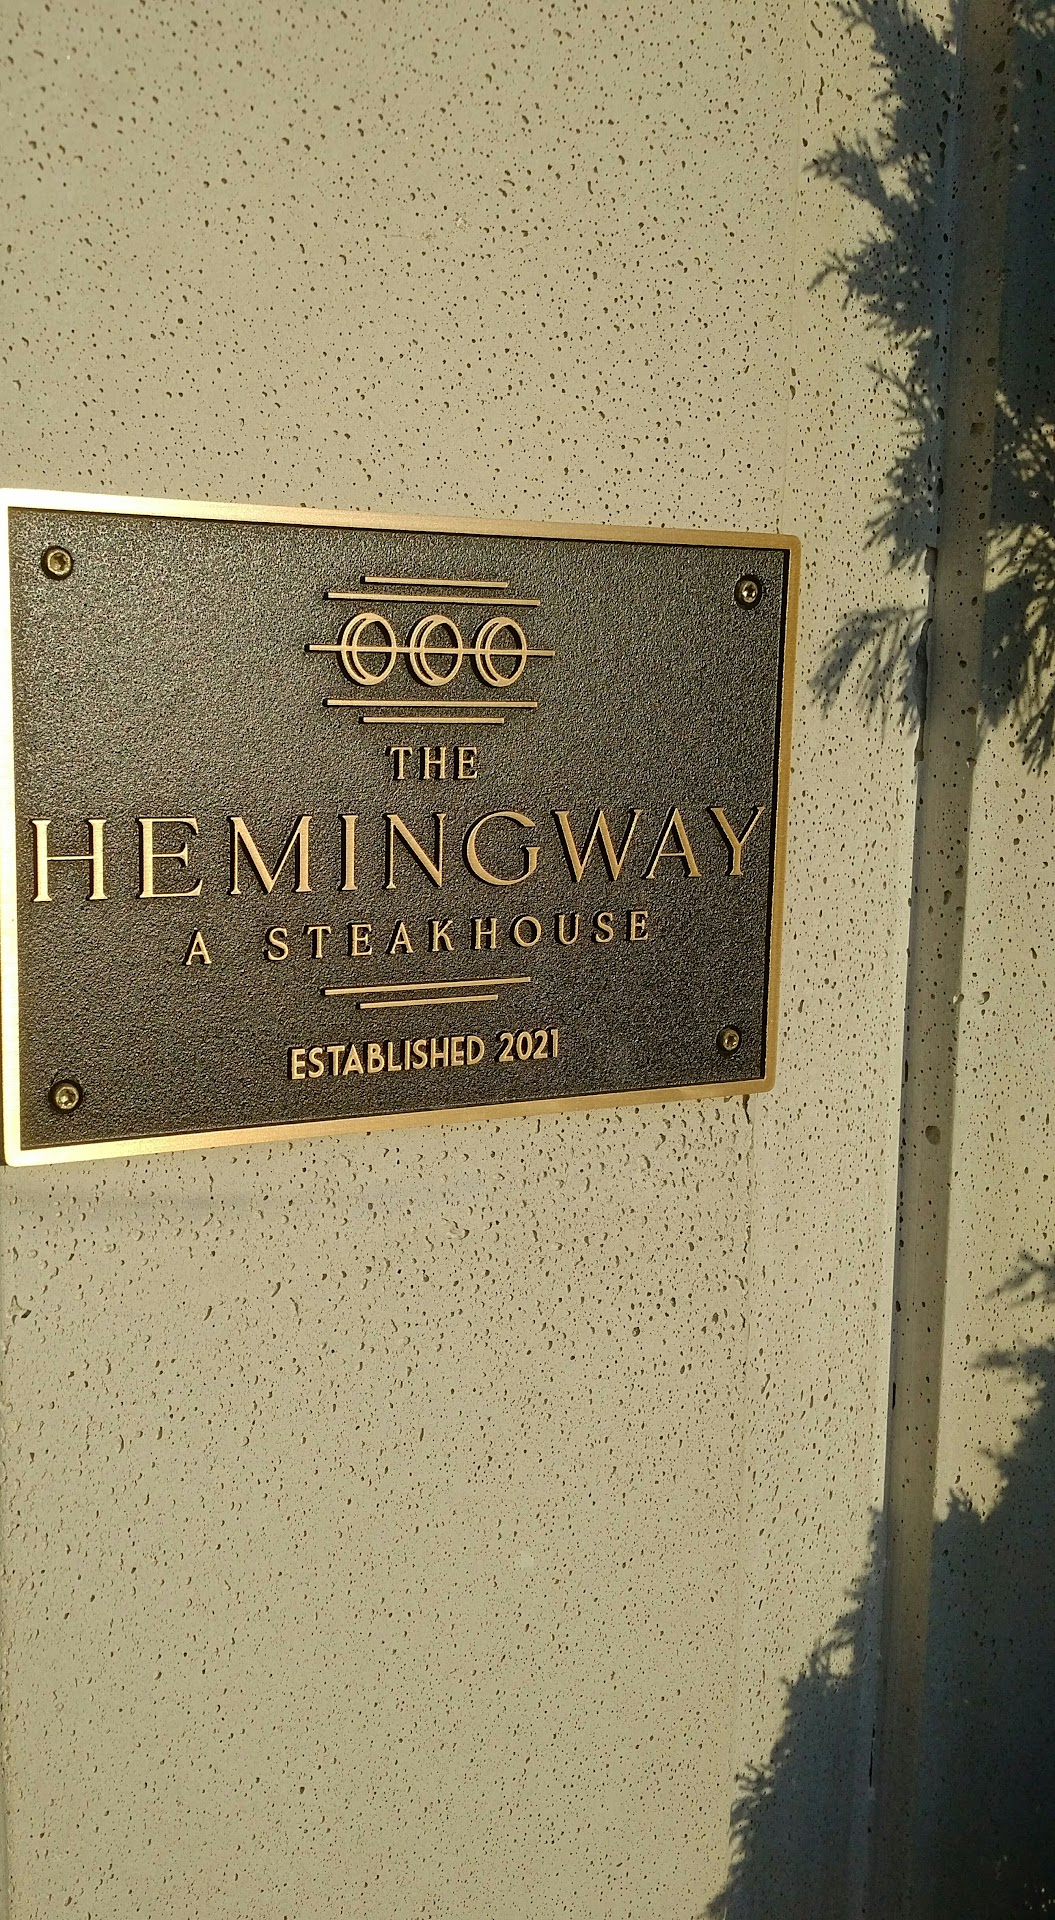 THE
HEMINGWAY
A STEAKHOUSE
ESTABLISHED 2021